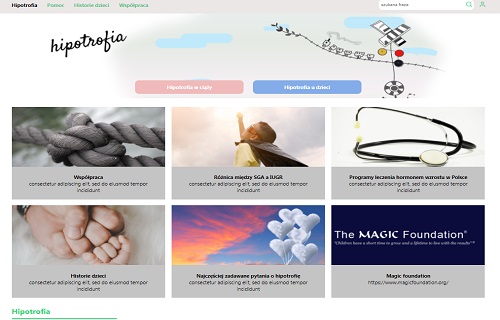 Hipotrofia Pomoc Historie dzieci Współpraca szukana fraza
hipotrofia
Hipotrofia w ciąży Hipotrofia u dzieci
Współpraca
consectetur adipiscing elit, sed do eiusmod tempor
incididunt
Różnica między SGA a IUGR
consectetur adipiscing elit, sed do eiusmod tempor
incididunt
Programy leczenia hormonem wzrostu w Polsce
consectetur adipiscing elit, sed do eiusmod tempor
incididunt
Historie dzieci
consectetur adipiscing elit, sed do eiusmod tempor
incididunt
Najczęściej zadawane pytania o hipotrofię
consectetur adipiscing elit, sed do eiusmod tempor
incididunt
The MAGIC Foundation®
"Children have a short time to grow and a lifetime to live with the results"®
Magic foundation
https://www.magicfoundation.org/
Hipotrofia